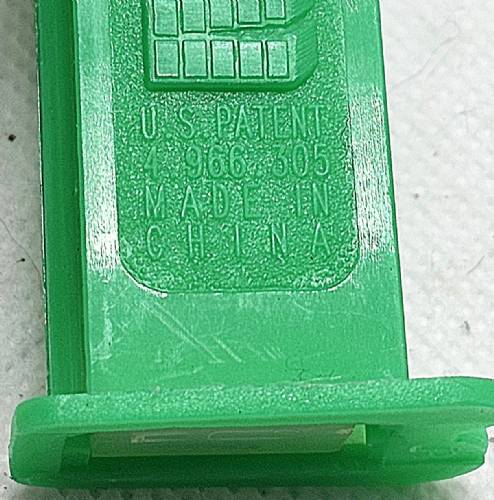 U.S. PATENT
4.966.305
MADE IN
CHINA